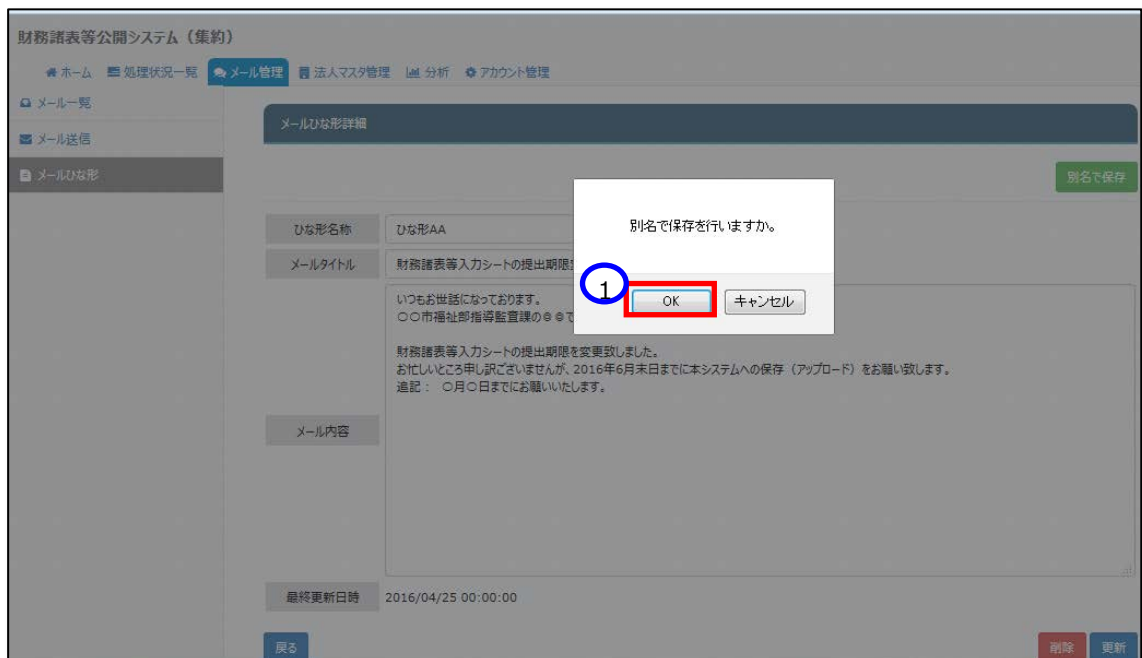 財務諸表等公開システム（集約）
ホーム 処理状況一覧 メール管理 法人マスタ管理 分析 アカウント管理
メール一覧
メール送信
メールひな形
メールひな形詳細
別名で保存
別名で保存を行いますか。
1
OK キャンセル
ひな形名称 ひな形AA
メールタイトル 財務諸表等入力シートの提出期限
いつもお世話になっております。
〇〇市福祉部指導監査課の
財務諸表等入力シートの提出期限を変更致しました。
お忙しいところ申し訳ございませんが、2016年6月末日までに本システムへの保存（アップロード）をお願い致します。
追記： 〇月〇日までにお願いいたします。
メール内容
最終更新日時 2016/04/25 00:00:00
戻る 削除 更新